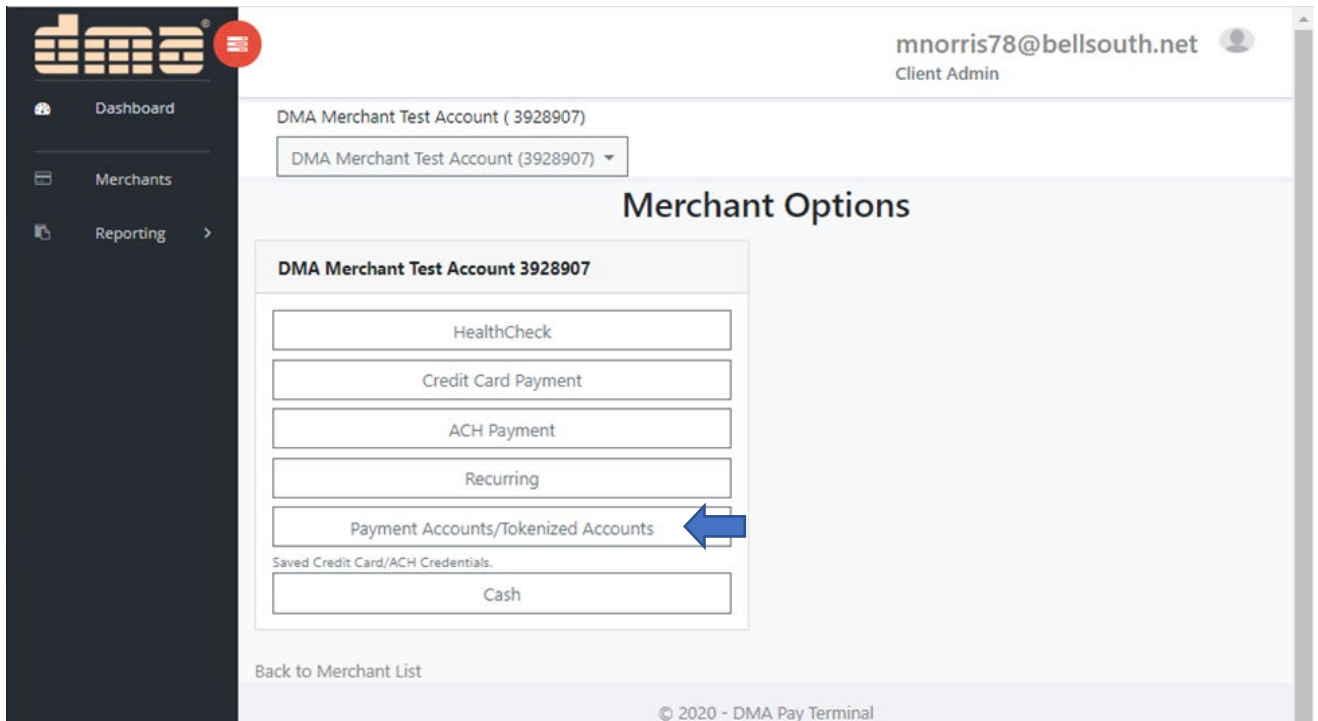 dma®
mnorris78@bellsouth.net
Client Admin
Dashboard
Merchants
Reporting >
DMA Merchant Test Account ( 3928907)
DMA Merchant Test Account (3928907)
Merchant Options
DMA Merchant Test Account 3928907
HealthCheck
Credit Card Payment
ACH Payment
Recurring
Payment Accounts/Tokenized Accounts
Saved Credit Card/ACH Credentials.
Cash
Back to Merchant List
© 2020 - DMA Pay Terminal